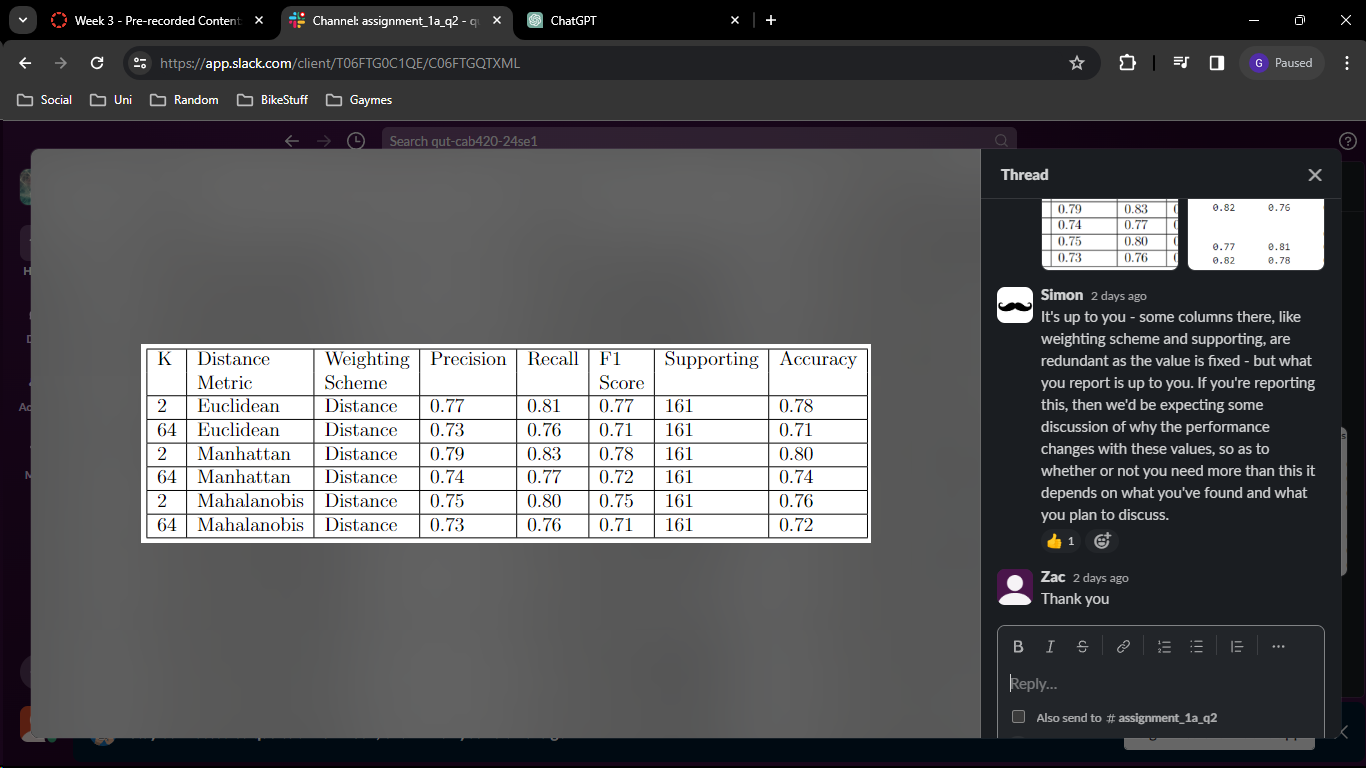 Week 3 - Pre-recorded Content
Channel: assignment_1a_q2 - q
ChatGPT
https://app.slack.com/client/T06FTG0C1QE/C06FTGQTXML
G Paused
Social Uni Random BikeStuff Gaymes
Search qut-cab420-24se1
Thread
0.79 0.83
0.74 0.77
0.75 0.80
0.73 0.76
0.82 0.76
0.77 0.81
0.82 0.78
K Distance Metric Weighting Scheme Precision Recall F1 Score Supporting Accuracy
2 Euclidean Distance 0.77 0.81 0.77 161 0.78
64 Euclidean Distance 0.73 0.76 0.71 161 0.71
2 Manhattan Distance 0.79 0.83 0.78 161 0.80
64 Manhattan Distance 0.74 0.77 0.72 161 0.74
2 Mahalanobis Distance 0.75 0.80 0.75 161 0.76
64 Mahalanobis Distance 0.73 0.76 0.71 161 0.72
Simon 2 days ago
It's up to you - some columns there, like
weighting scheme and supporting, are
redundant as the value is fixed - but what
you report is up to you. If you're reporting
this, then we'd be expecting some
discussion of why the performance
changes with these values, so as to
whether or not you need more than this it
depends on what you've found and what
you plan to discuss.
1
Zac 2 days ago
Thank you
B I S
Reply...
Also send to # assignment_1a_q2